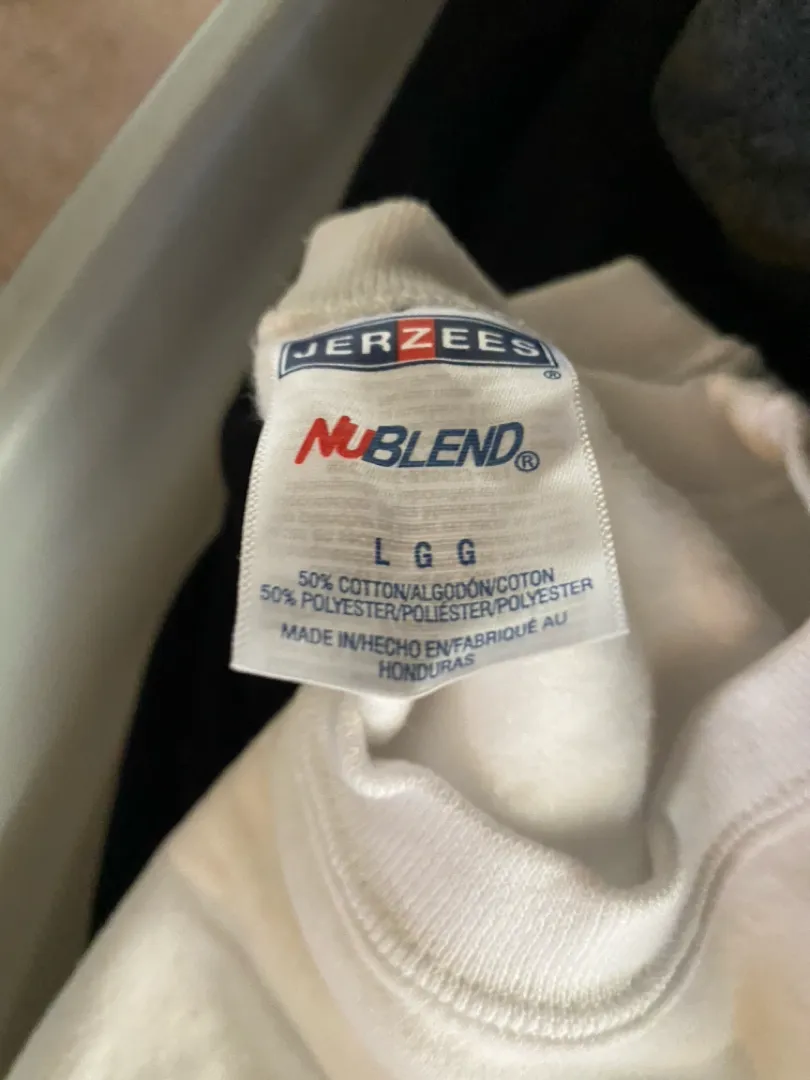 JERZEES®
NUBLEND®
L G G
50% COTTON/ALGODÓN/COTON
50% POLYESTER/POLIÉSTER/POLYESTER
MADE IN/HECHO EN/FABRIQUÉ AU
HONDURAS